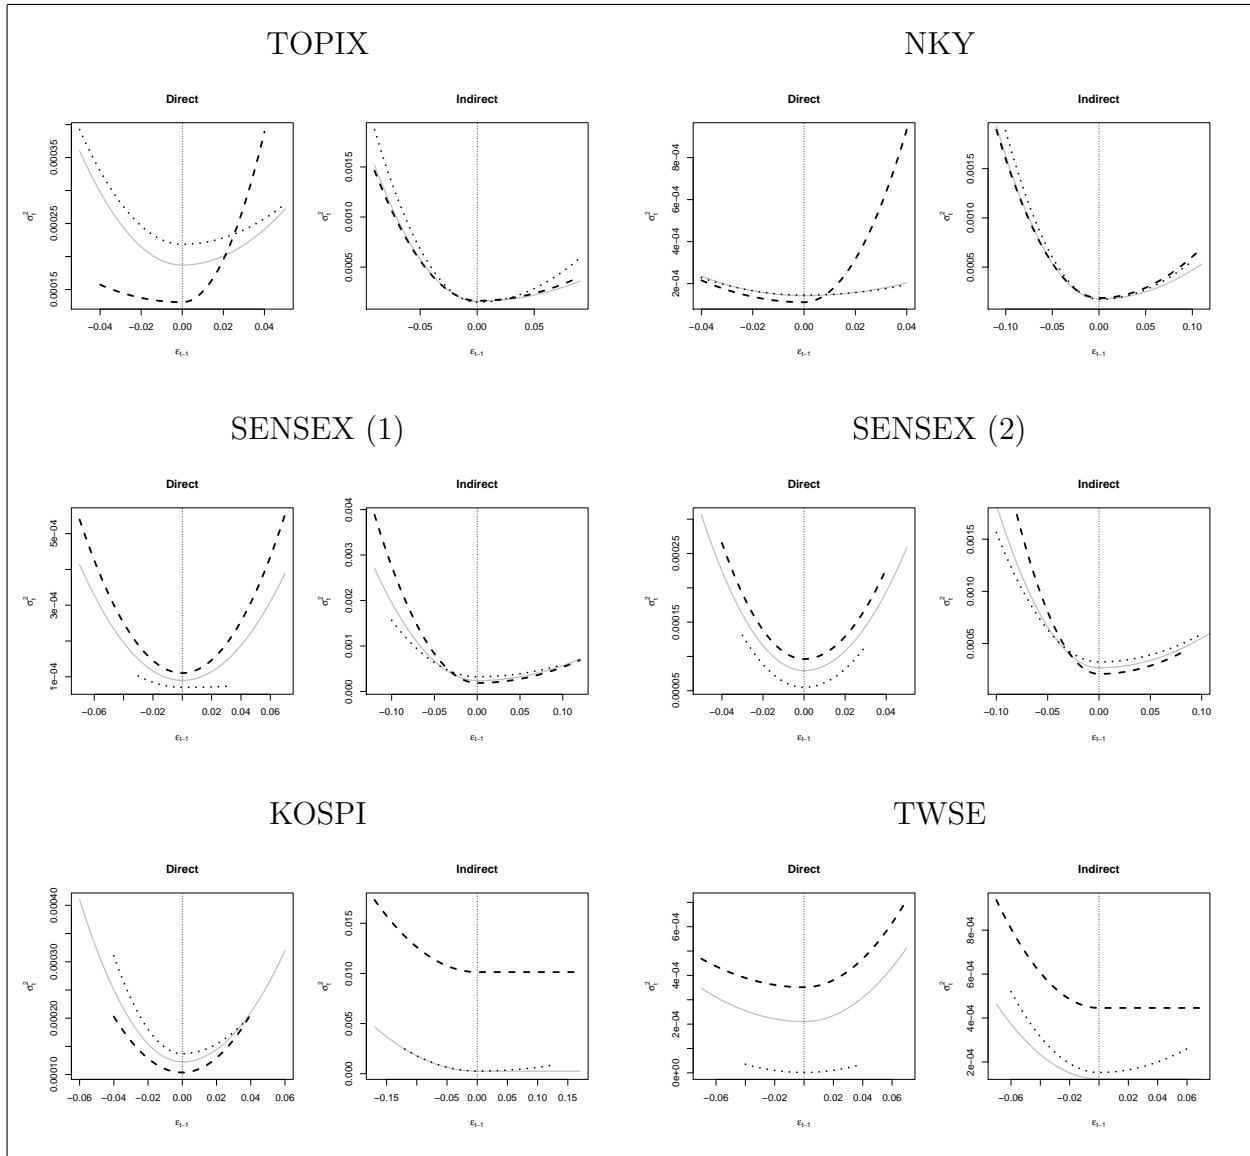 TOPIX
NKY
Direct
Indirect
Direct
Indirect
σ²t
0.00015 0.00025 0.00035
−0.04 −0.02 0.00 0.02 0.04
εt−1
σ²t
0.0005 0.0010 0.0015
−0.05 0.00 0.05
εt−1
σ²t
2e−04 4e−04 6e−04 8e−04
−0.04 −0.02 0.00 0.02 0.04
εt−1
σ²t
0.0005 0.0010 0.0015
−0.10 −0.05 0.00 0.05 0.10
εt−1
SENSEX (1)
SENSEX (2)
Direct
Indirect
Direct
Indirect
σ²t
1e−04 3e−04 5e−04
−0.06 −0.02 0.02 0.04 0.06
εt−1
σ²t
0.000 0.001 0.002 0.003 0.004
−0.10 −0.05 0.00 0.05 0.10
εt−1
σ²t
0.00005 0.00015 0.00025
−0.04 −0.02 0.00 0.02 0.04
εt−1
σ²t
0.0005 0.0010 0.0015
−0.10 −0.05 0.00 0.05 0.10
εt−1
KOSPI
TWSE
Direct
Indirect
Direct
Indirect
σ²t
0.00010 0.00020 0.00030 0.00040
−0.06 −0.04 −0.02 0.00 0.02 0.04 0.06
εt−1
σ²t
0.000 0.005 0.010 0.015
−0.15 −0.05 0.00 0.05 0.10 0.15
εt−1
σ²t
0e+00 2e−04 4e−04 6e−04
−0.06 −0.02 0.02 0.04 0.06
εt−1
σ²t
2e−04 4e−04 6e−04 8e−04
−0.06 −0.02 0.02 0.04 0.06
εt−1